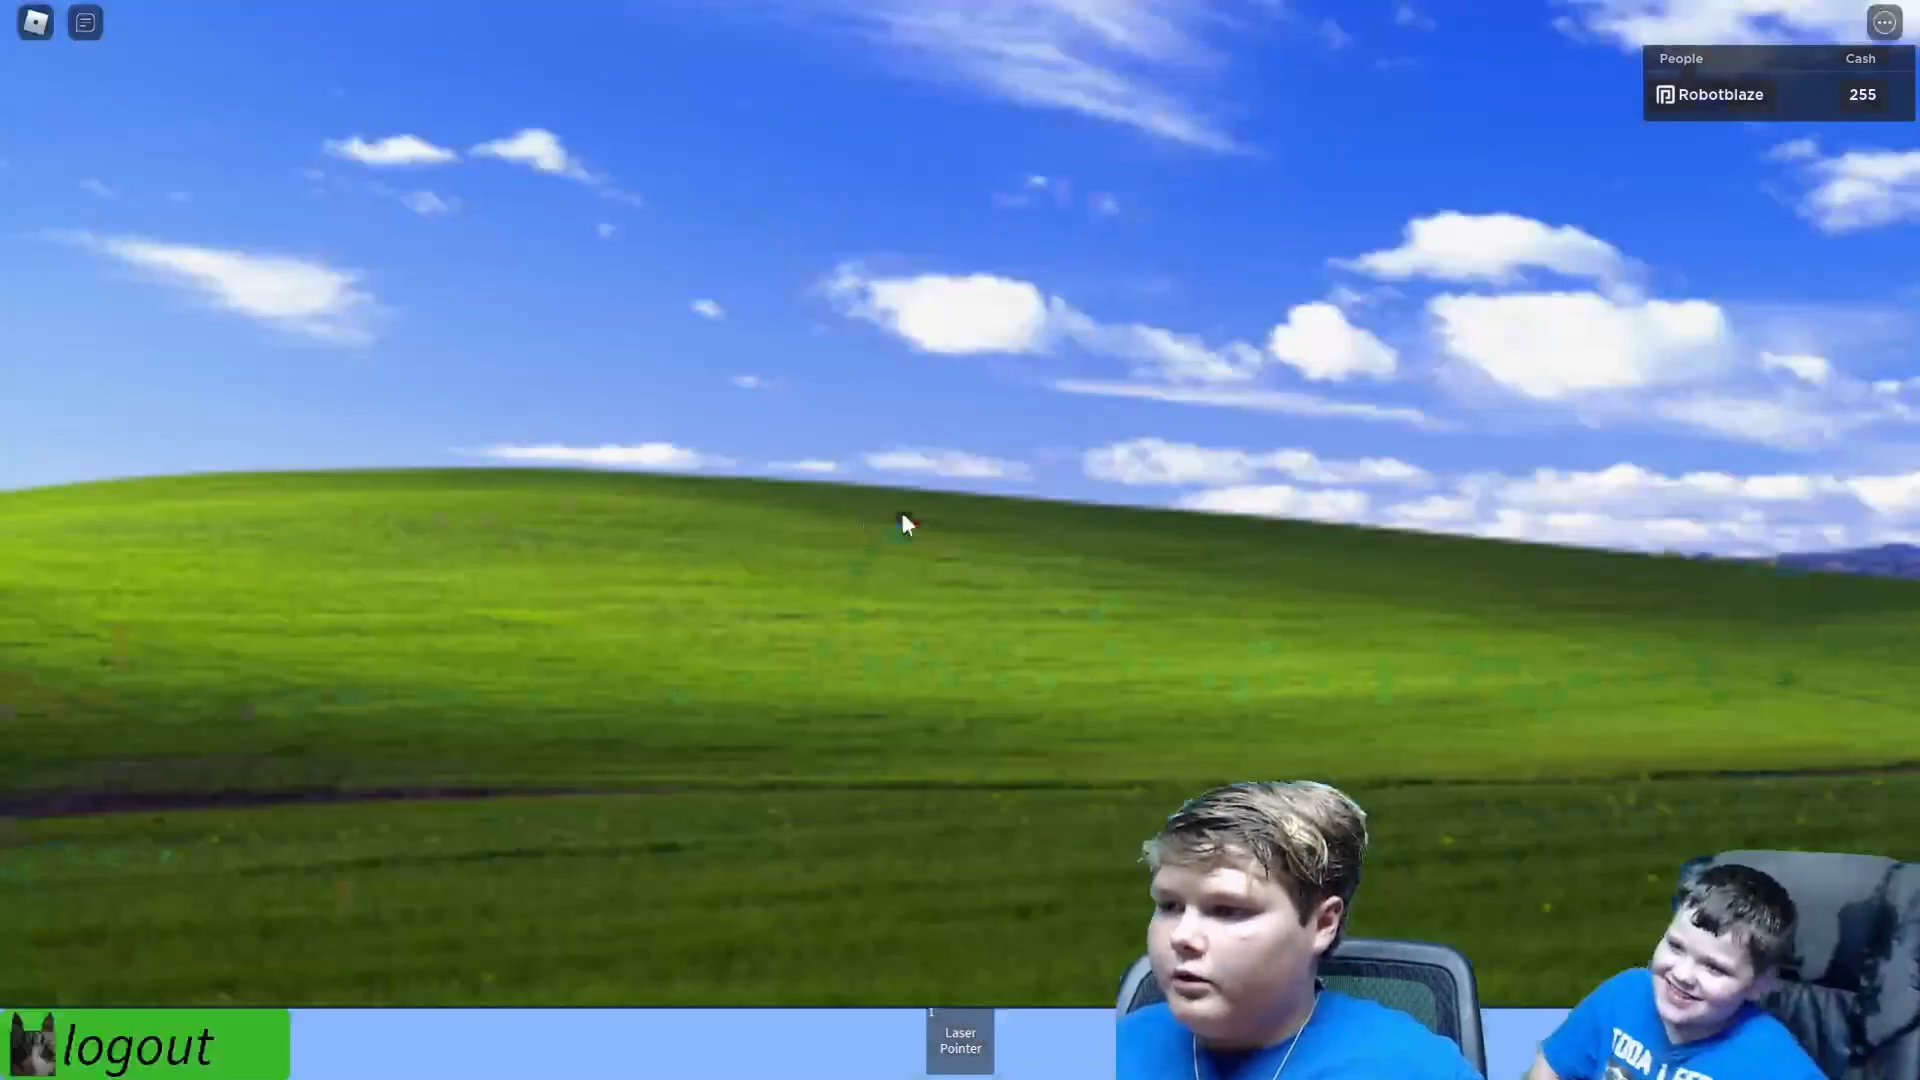 People Cash
Robotblaze 255
logout
1
Laser
Pointer